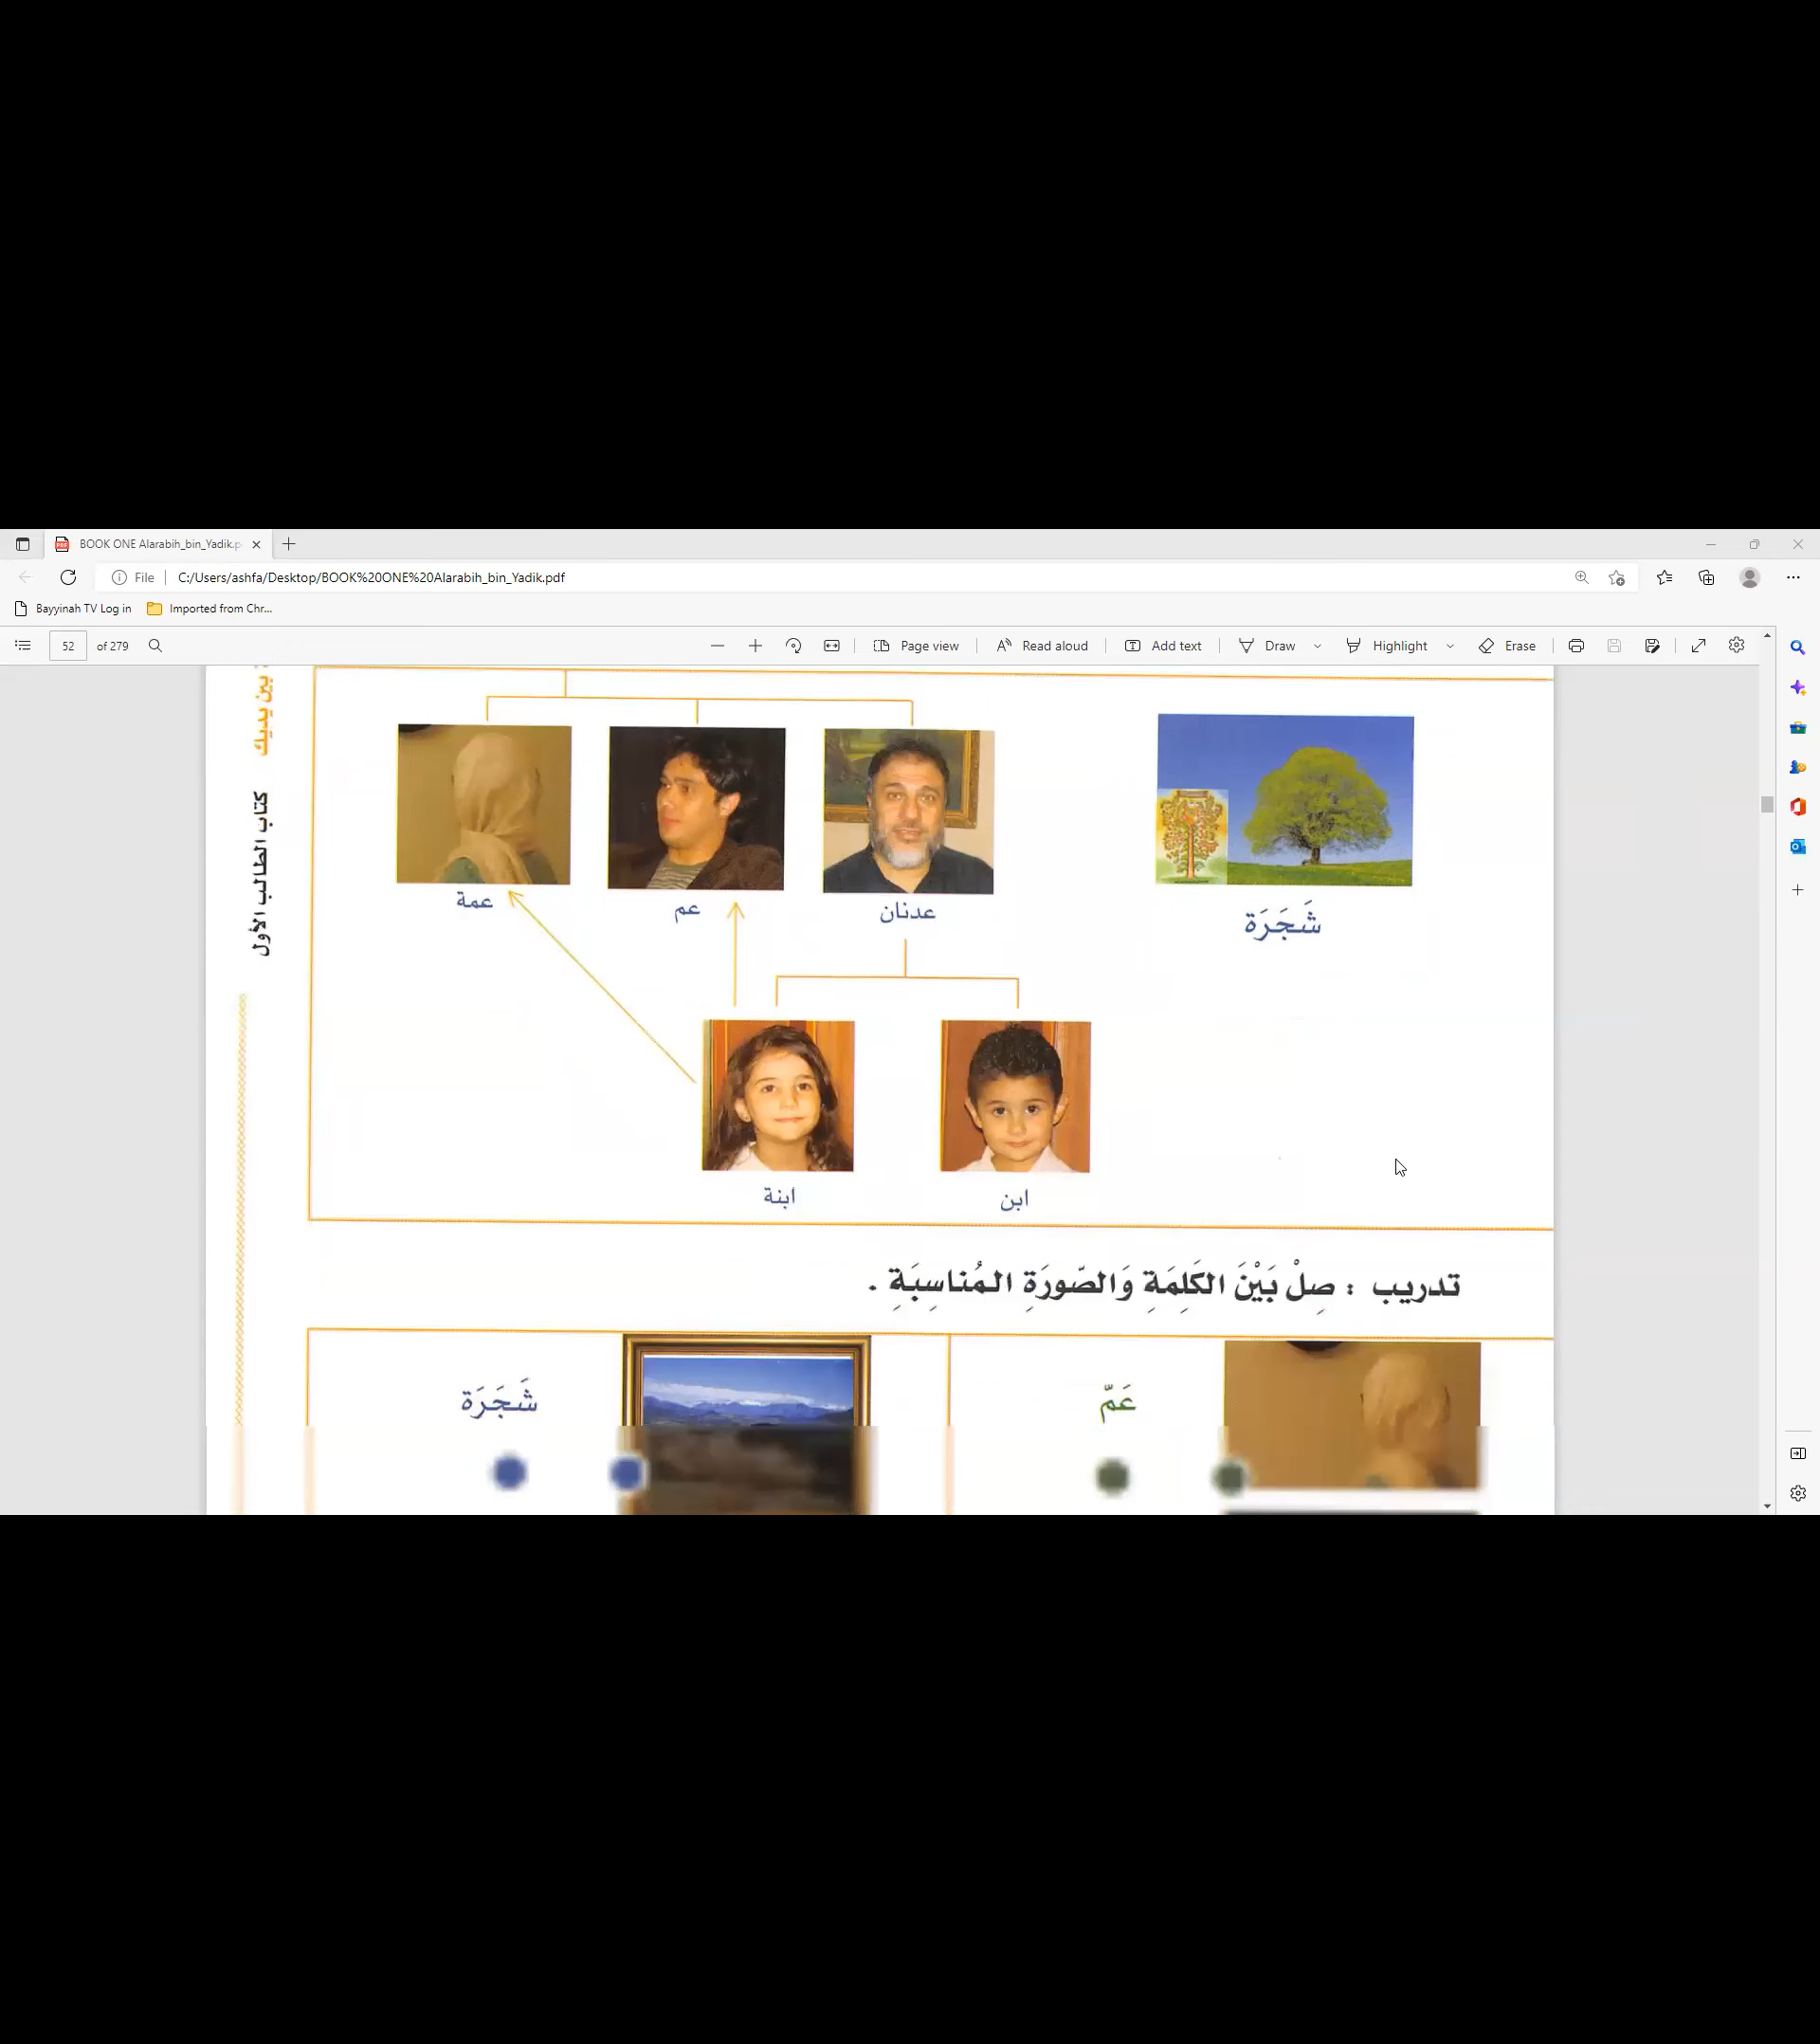 BOOK ONE Alarabih_bin_Yadik.p
File
C:/Users/ashfa/Desktop/BOOK%20ONE%20Alarabih_bin_Yadik.pdf
Bayyinah TV Log in
Imported from Chr...
52 of 279
Page view
Read aloud
Add text
Draw
Highlight
Erase
بين يديك
كتاب الطالب الأول
شَجَرَة
عدنان
عم
عمة
ابن
ابنة
تدريب : صِلْ بَيْنَ الكَلِمَةِ وَالصّورَةِ المُناسِبَةِ .
عَمّ
شَجَرَة